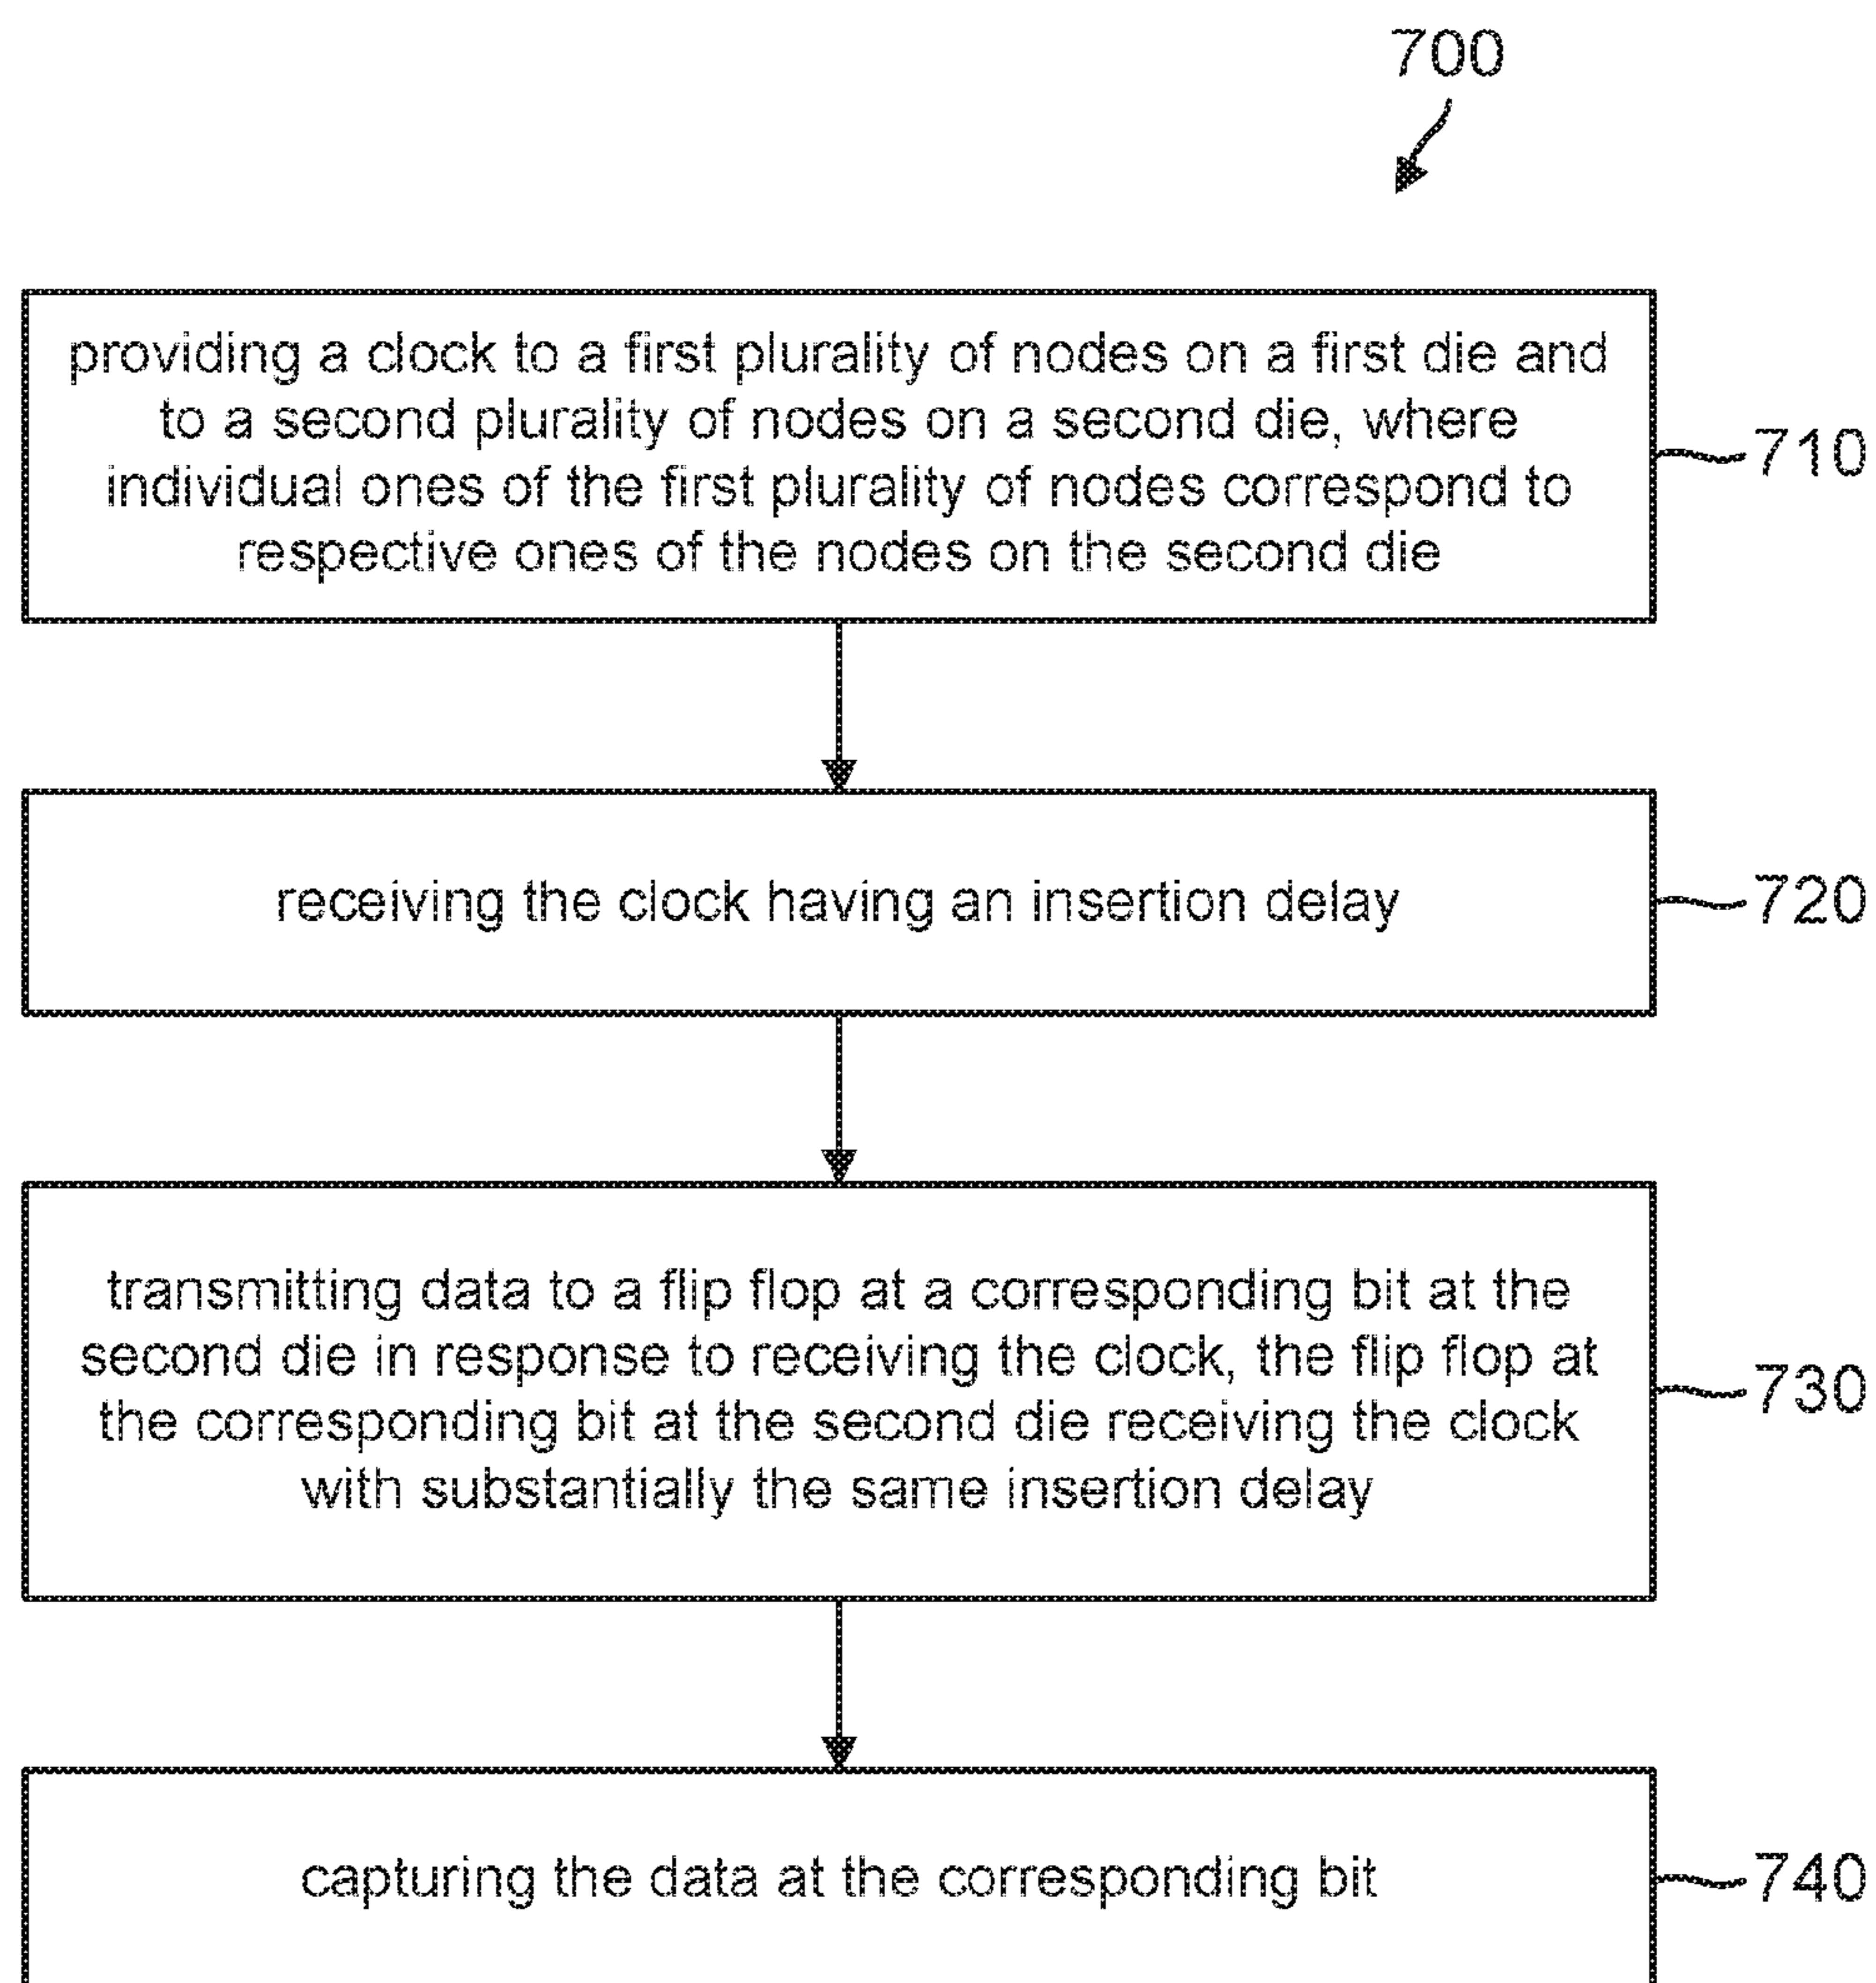 700
providing a clock to a first plurality of nodes on a first die and
to a second plurality of nodes on a second die, where
individual ones of the first plurality of nodes correspond to
respective ones of the nodes on the second die
710
receiving the clock having an insertion delay
720
transmitting data to a flip flop at a corresponding bit at the
second die in response to receiving the clock, the flip flop at
the corresponding bit at the second die receiving the clock
with substantially the same insertion delay
730
capturing the data at the corresponding bit
740